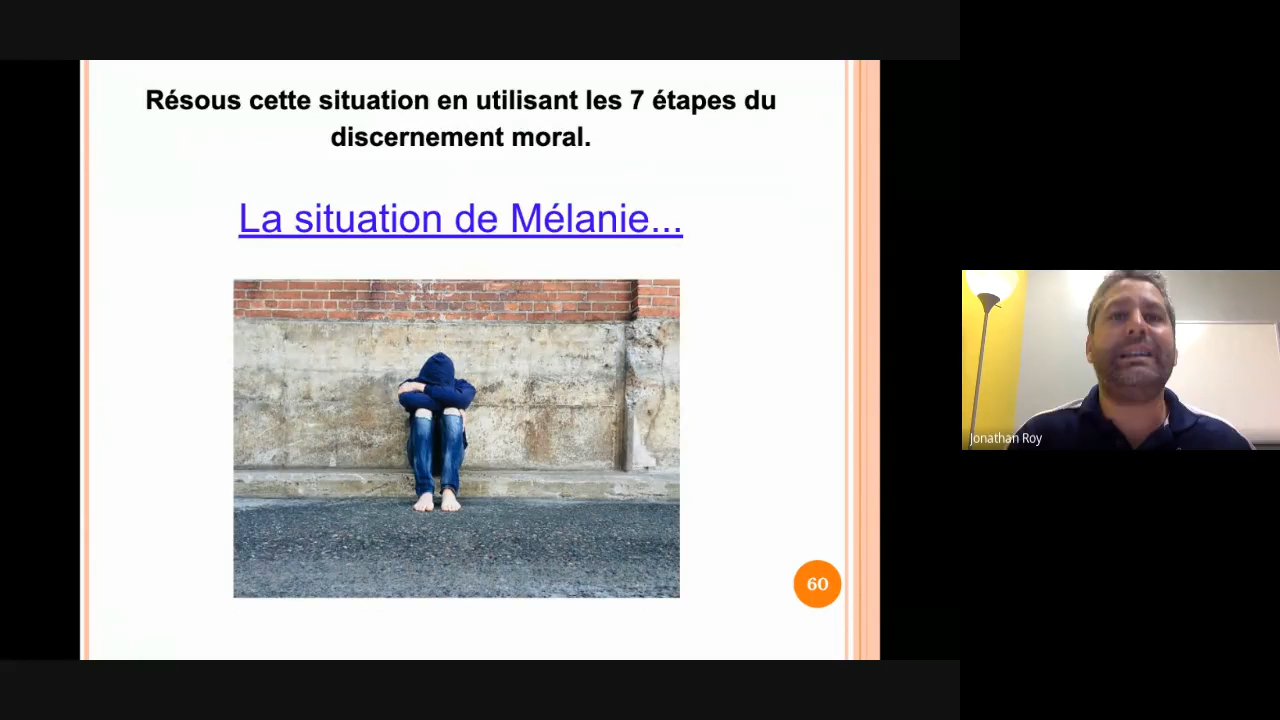 Résous cette situation en utilisant les 7 étapes du
discernement moral.
La situation de Mélanie...
60
Jonathan Roy